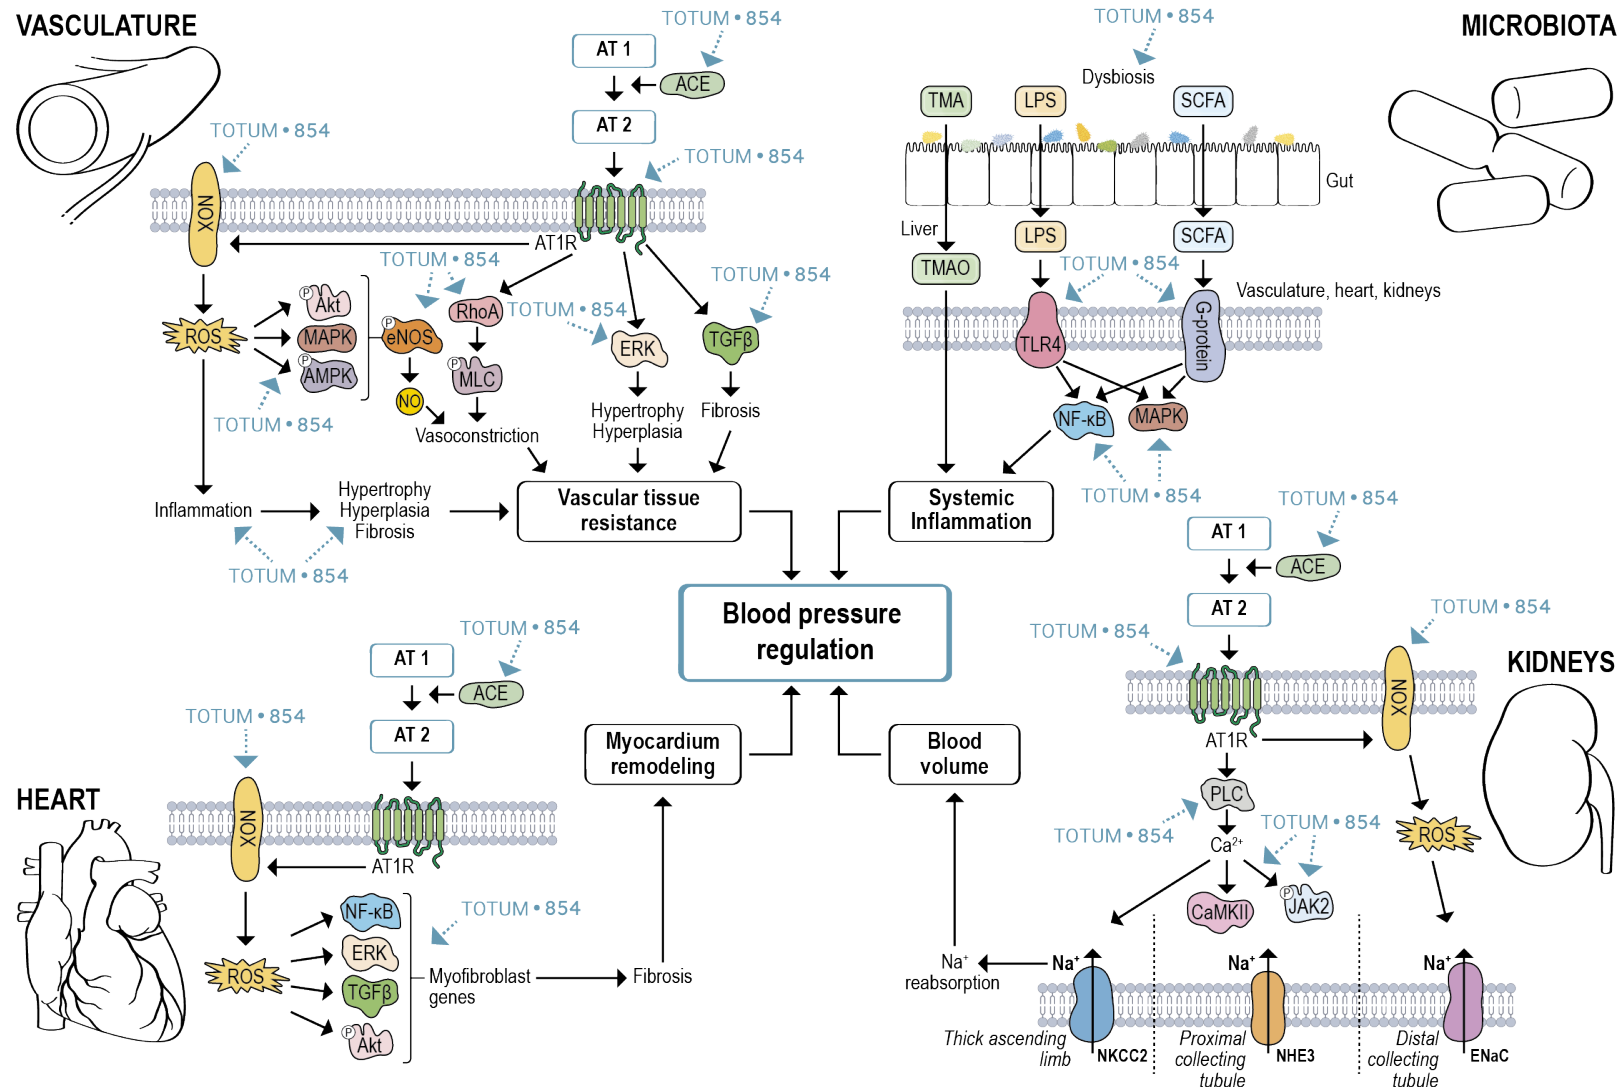 VASCULATURE
TOTUM • 854
AT 1
ACE
AT 2
TOTUM • 854
TOTUM • 854
NOX
AT1R
TOTUM • 854
TOTUM • 854
TOTUM • 854
ROS
P
Akt
MAPK
P
AMPK
TOTUM • 854
P
eNOS
NO
RhoA
P
MLC
Vasoconstriction
ERK
Hypertrophy
Hyperplasia
TGFβ
Fibrosis
Inflammation
Hypertrophy
Hyperplasia
Fibrosis
TOTUM • 854
Vascular tissue
resistance
MICROBIOTA
TOTUM • 854
Dysbiosis
TMA
LPS
SCFA
Gut
Liver
TMAO
LPS
SCFA
TOTUM • 854
Vasculature, heart, kidneys
TLR4
G-protein
NF-κB
MAPK
TOTUM • 854
Systemic
Inflammation
Blood pressure
regulation
HEART
TOTUM • 854
AT 1
ACE
AT 2
TOTUM • 854
NOX
AT1R
ROS
NF-κB
ERK
TGFβ
P
Akt
TOTUM • 854
Myofibroblast
genes
Fibrosis
Myocardium
remodeling
KIDNEYS
TOTUM • 854
AT 1
ACE
AT 2
TOTUM • 854
TOTUM • 854
NOX
AT1R
PLC
TOTUM • 854
TOTUM • 854
Ca2+
ROS
CaMKII
P
JAK2
Blood
volume
Na+
reabsorption
Na+
Na+
Na+
Thick ascending
limb
NKCC2
Proximal
collecting
tubule
NHE3
Distal
collecting
tubule
ENaC